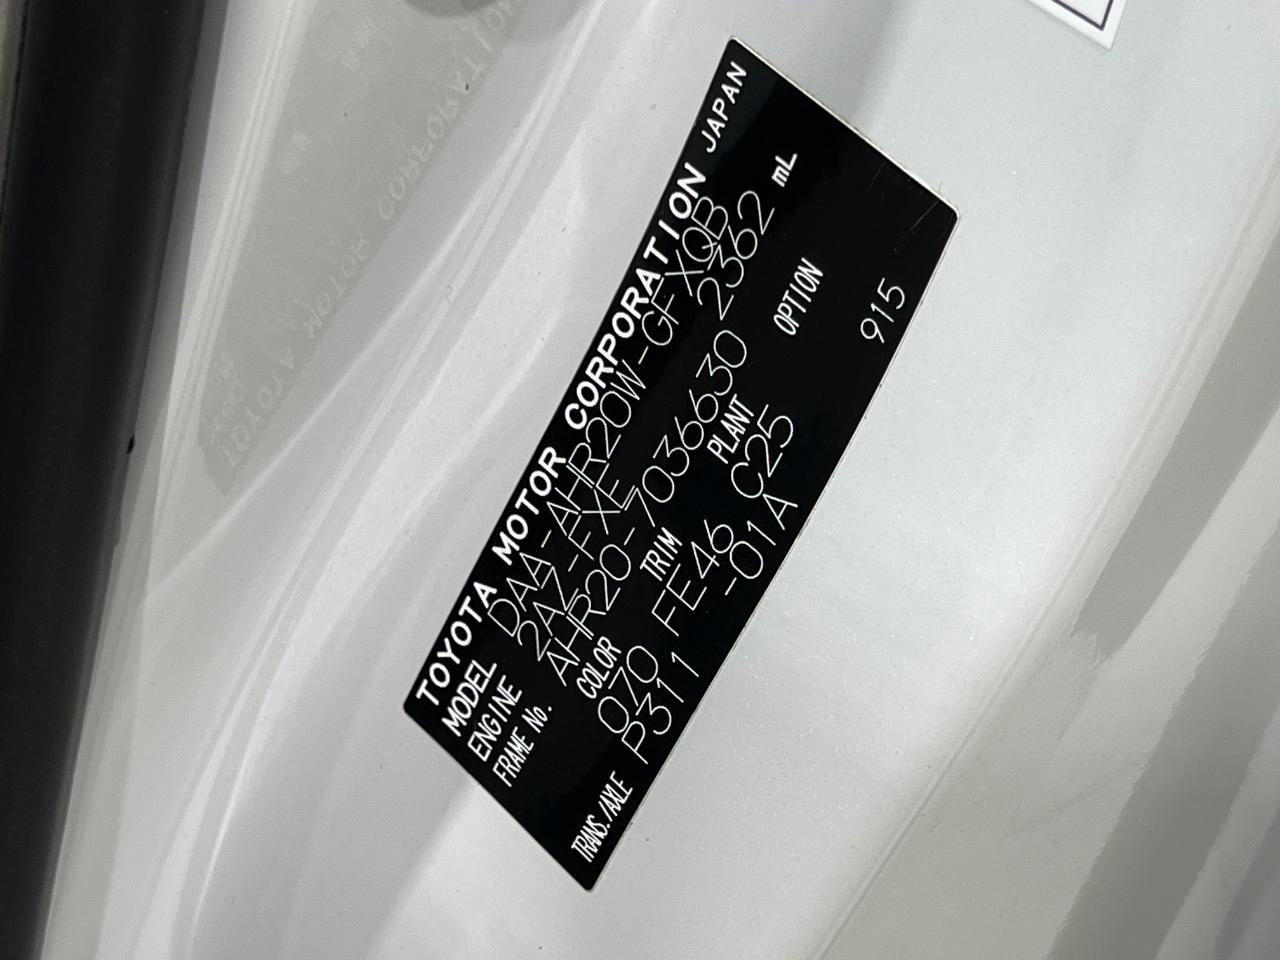 TOYOTA MOTOR CORPORATION JAPAN
MODEL DAA-AHR20W-GFXQB
ENGINE 2AZ-FXE 2362 mL
FRAME No. AHR20-7036630
COLOR TRIM PLANT OPTION
070 FE46 C25 915
TRANS./AXLE P311 -01A